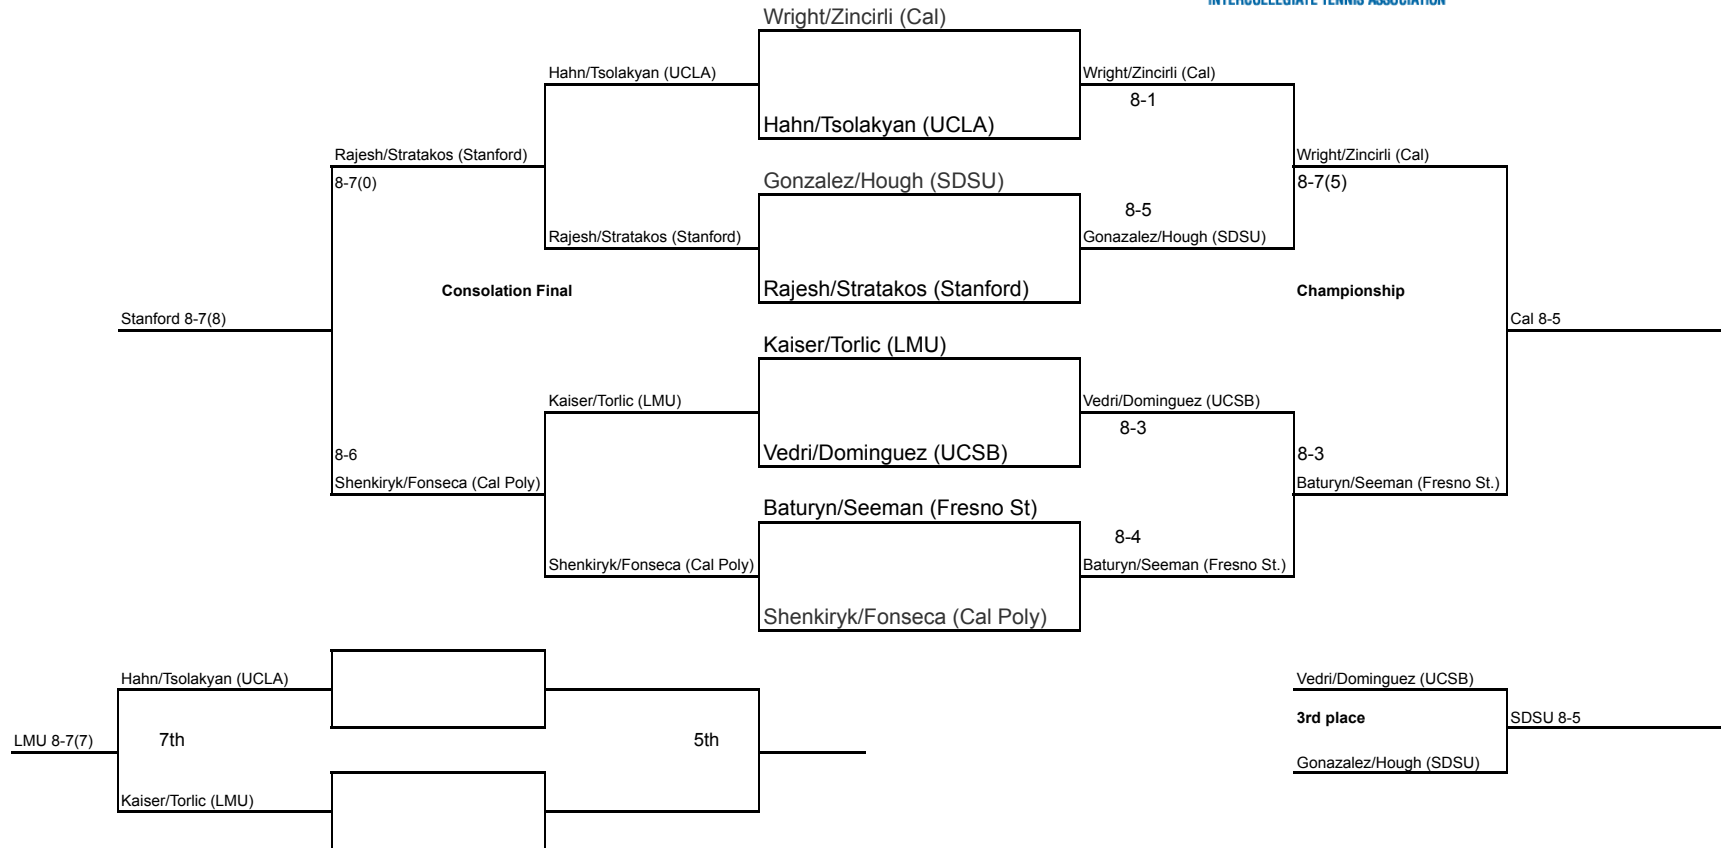 INTERCOLLEGIATE TENNIS ASSOCIATION
Wright/Zincirli (Cal)
Hahn/Tsolakyan (UCLA)
Wright/Zincirli (Cal)
8-1
Hahn/Tsolakyan (UCLA)
Rajesh/Stratakos (Stanford)
Wright/Zincirli (Cal)
8-7(0)
Gonzalez/Hough (SDSU)
8-7(5)
8-5
Rajesh/Stratakos (Stanford)
Gonazalez/Hough (SDSU)
Consolation Final
Rajesh/Stratakos (Stanford)
Championship
Stanford 8-7(8)
Cal 8-5
Kaiser/Torlic (LMU)
Kaiser/Torlic (LMU)
Vedri/Dominguez (UCSB)
8-3
8-6
Vedri/Dominguez (UCSB)
8-3
Shenkiryk/Fonseca (Cal Poly)
Baturyn/Seeman (Fresno St.)
Baturyn/Seeman (Fresno St)
8-4
Shenkiryk/Fonseca (Cal Poly)
Baturyn/Seeman (Fresno St.)
Shenkiryk/Fonseca (Cal Poly)
Hahn/Tsolakyan (UCLA)
Vedri/Dominguez (UCSB)
3rd place
SDSU 8-5
LMU 8-7(7)
7th
5th
Gonazalez/Hough (SDSU)
Kaiser/Torlic (LMU)